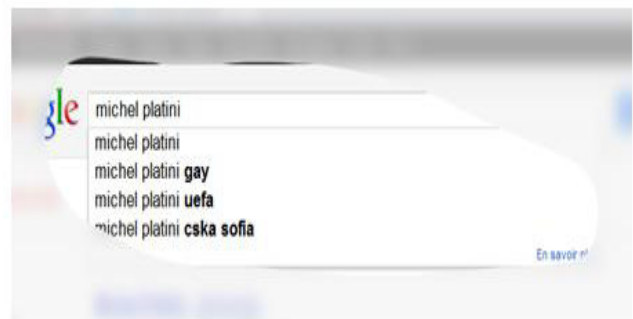 gle michel platini
michel platini
michel platini gay
michel platini uefa
michel platini cska sofia
En savoir